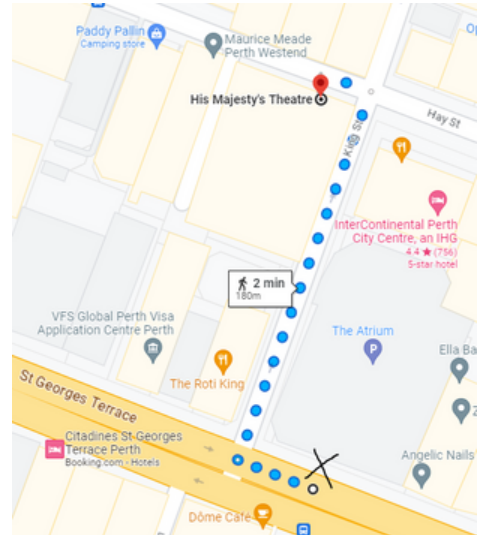 Paddy Pallin
Camping store
Maurice Meade
Perth Westend
His Majesty's Theatre
Hay St
King St
InterContinental Perth
City Centre, an IHG
4.4 ★ (756)
5-star hotel
2 min
180m
VFS Global Perth Visa
Application Centre Perth
The Atrium
P
Ella Ba
The Roti King
St Georges Terrace
Citadines St Georges
Terrace Perth
Booking.com - Hotels
Angelic Nails
Dôme Café